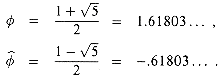 ϕ = (1 + √5)/2 = 1.61803... ,
ϕ̂ = (1 − √5)/2 = −.61803... .